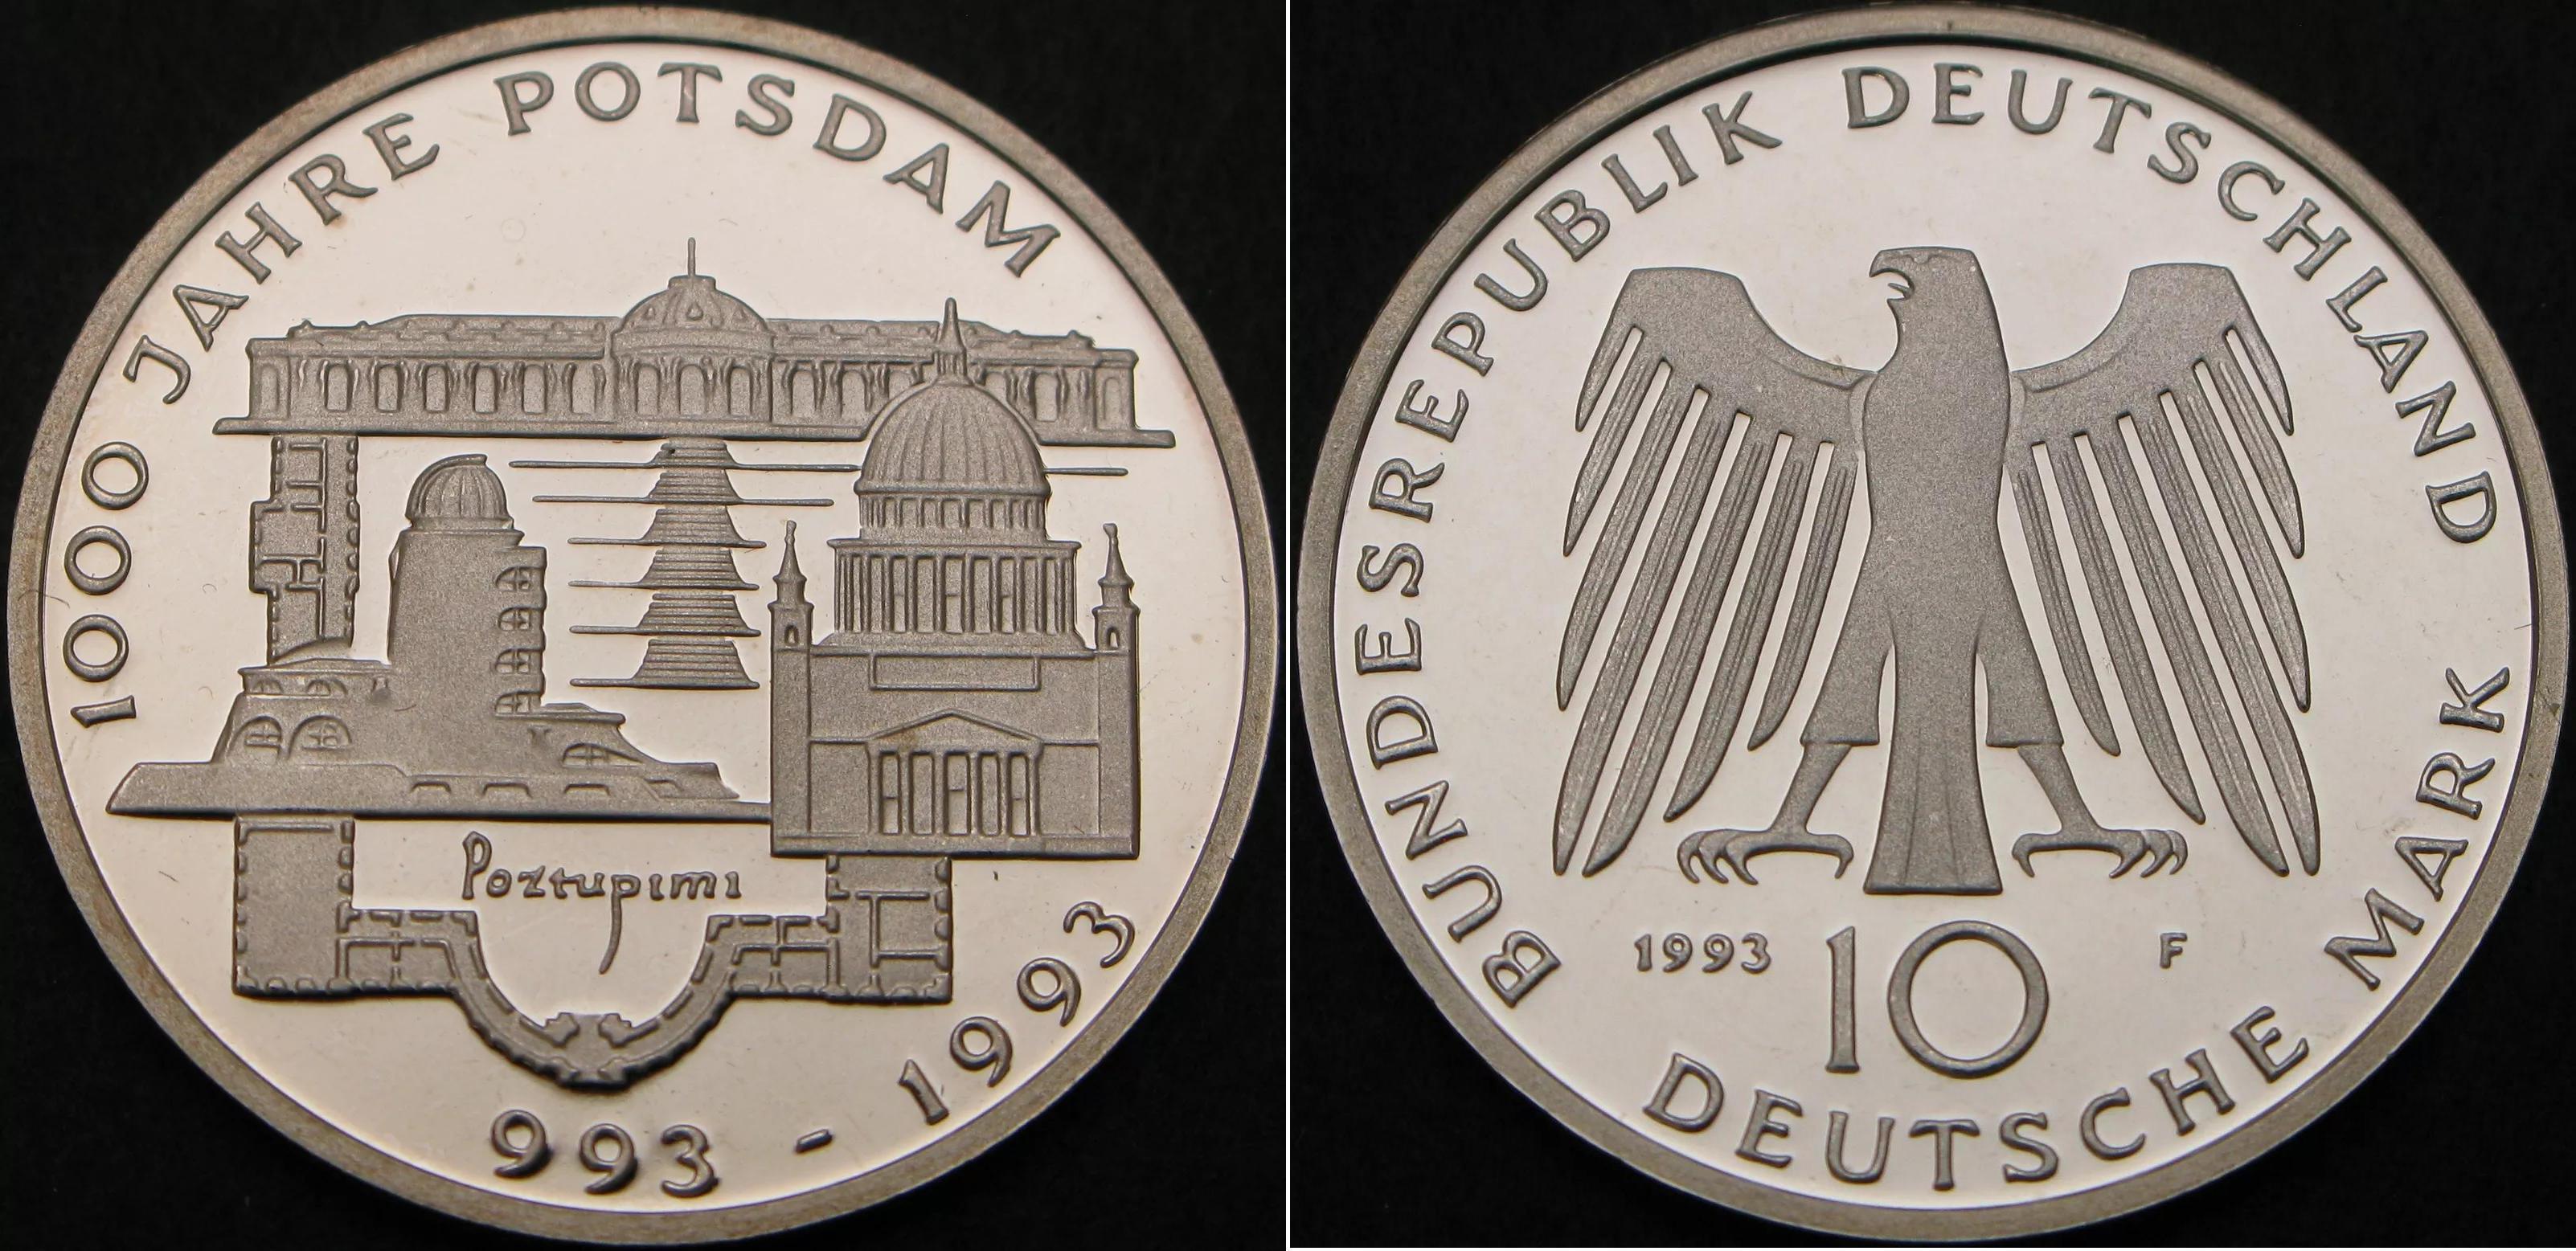 1000 JAHRE POTSDAM
Poztupimi
993 - 1993
BUNDESREPUBLIK DEUTSCHLAND
1993 10 F
DEUTSCHE MARK